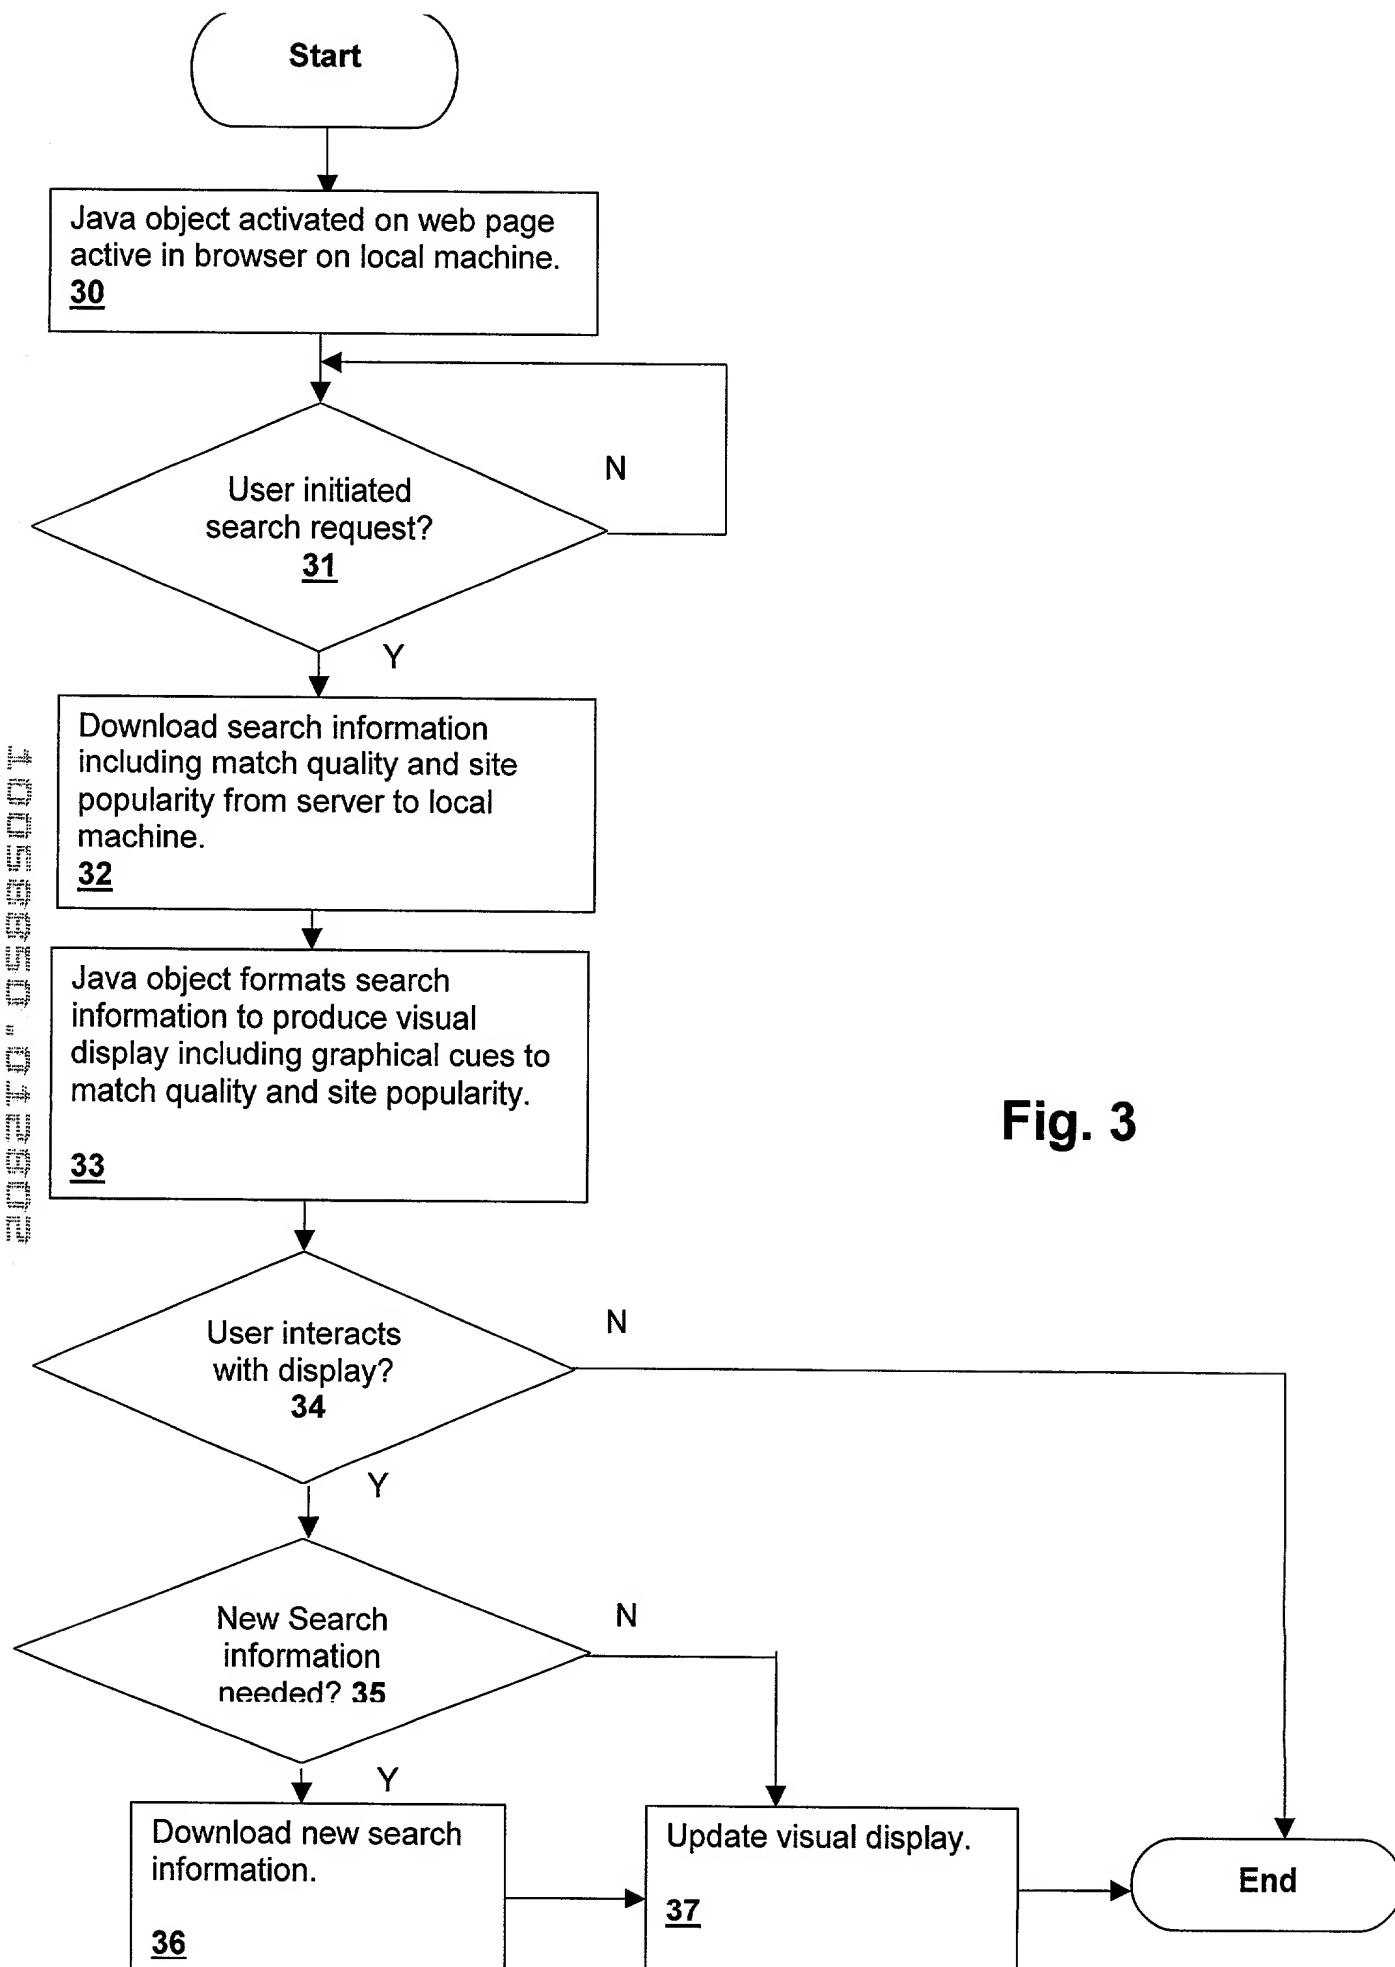 Start
Java object activated on web page
active in browser on local machine.
30
N
User initiated
search request?
31
Y
Download search information
including match quality and site
popularity from server to local
machine.
32
Java object formats search
information to produce visual
display including graphical cues to
match quality and site popularity.
33
Fig. 3
10058850.012802
N
User interacts
with display?
34
Y
N
New Search
information
needed? 35
Y
Download new search
information.
36
Update visual display.
37
End